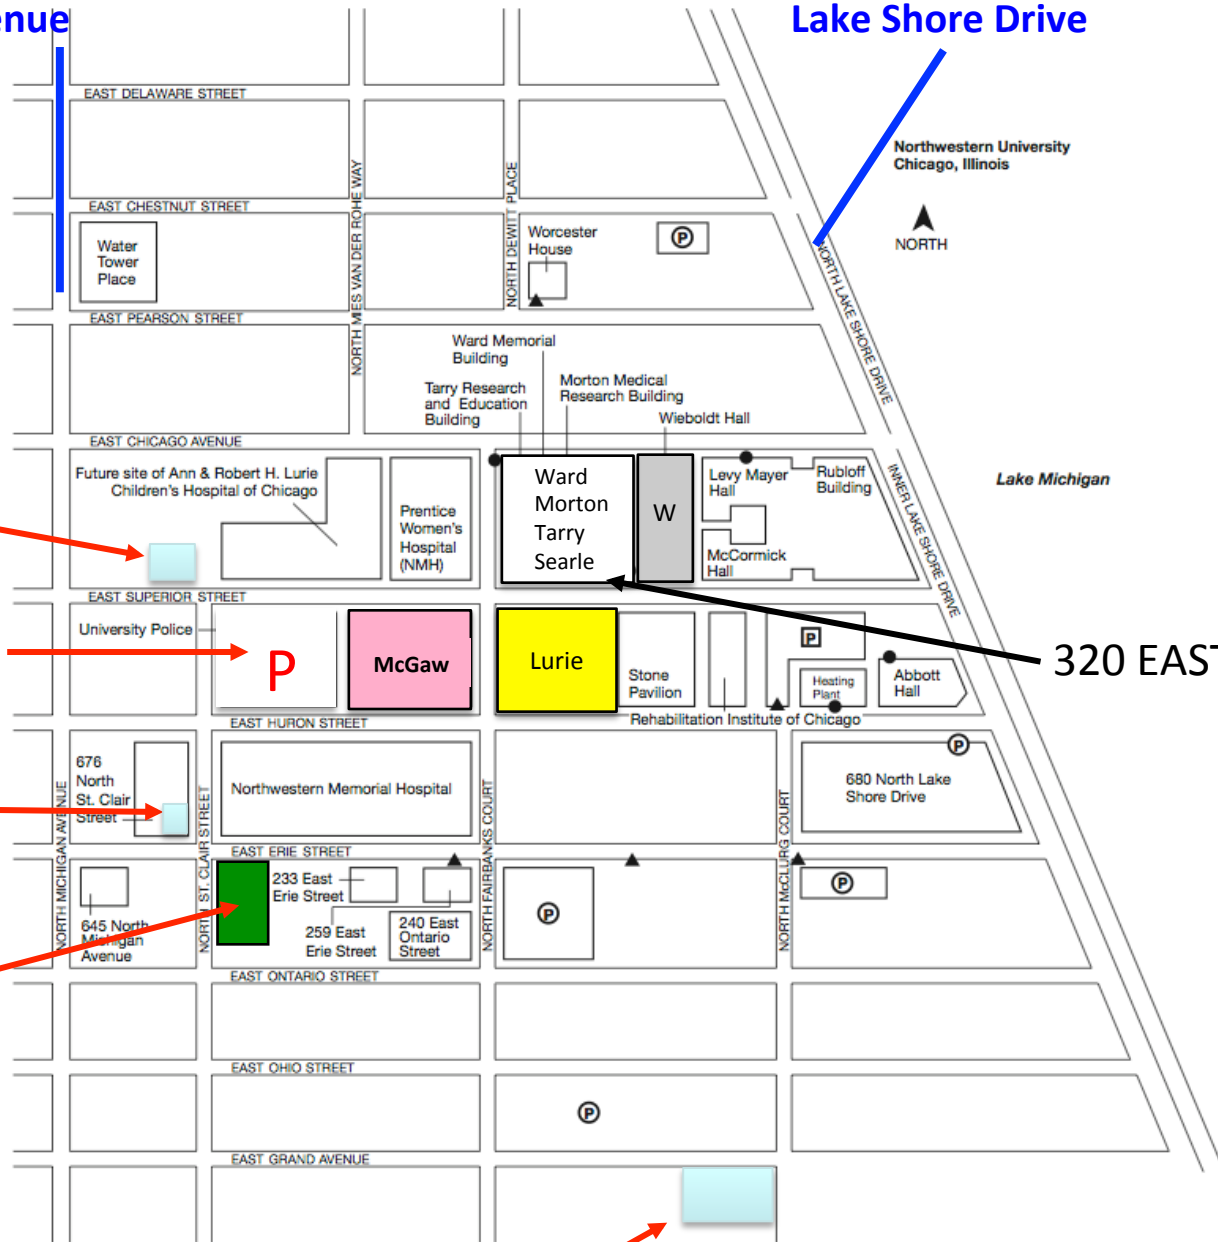 enue
Lake Shore Drive
EAST DELAWARE STREET
Northwestern University
Chicago, Illinois
NORTH
NORTH MIES VAN DER ROHE WAY
NORTH DEWITT PLACE
EAST CHESTNUT STREET
Water
Tower
Place
Worcester
House
P
NORTH LAKE SHORE DRIVE
EAST PEARSON STREET
Ward Memorial
Building
Tarry Research
and Education
Building
Morton Medical
Research Building
Wieboldt Hall
EAST CHICAGO AVENUE
Future site of Ann & Robert H. Lurie
Children's Hospital of Chicago
Prentice
Women's
Hospital
(NMH)
Ward
Morton
Tarry
Searle
W
Levy Mayer
Hall
Rubloff
Building
McCormick
Hall
INNER LAKE SHORE DRIVE
Lake Michigan
EAST SUPERIOR STREET
University Police
P
McGaw
Lurie
Stone
Pavilion
P
Heating
Plant
Abbott
Hall
320 EAST
Rehabilitation Institute of Chicago
EAST HURON STREET
676
North
St. Clair
Street
Northwestern Memorial Hospital
P
680 North Lake
Shore Drive
NORTH MICHIGAN AVENUE
NORTH ST. CLAIR STREET
NORTH FAIRBANKS COURT
NORTH McCLURG COURT
EAST ERIE STREET
645 North
Michigan
Avenue
233 East
Erie Street
259 East
Erie Street
240 East
Ontario
Street
P
P
EAST ONTARIO STREET
EAST OHIO STREET
P
EAST GRAND AVENUE